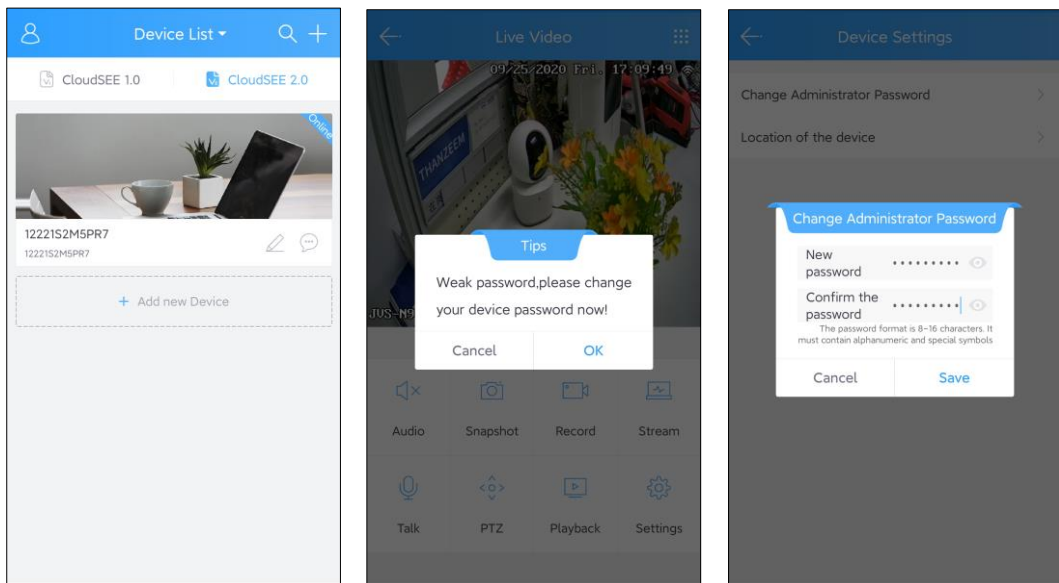 Device List
CloudSEE 1.0
CloudSEE 2.0
Online
12221S2M5PR7
12221S2M5PR7
+ Add new Device
Live Video
09/25/2020 Fri. 17:09:49
THANZEEM
JVS-N9
Tips
Weak password,please change
your device password now!
Cancel
OK
Audio
Snapshot
Record
Stream
Talk
PTZ
Playback
Settings
Device Settings
Change Administrator Password
Location of the device
Change Administrator Password
New
password
Confirm the
password
The password format is 8-16 characters. It
must contain alphanumeric and special symbols
Cancel
Save